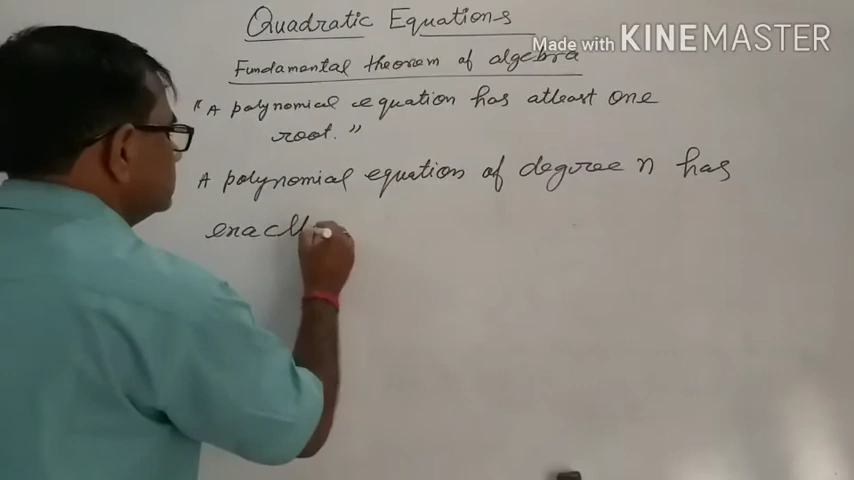 Quadratic Equations
Made with KINEMASTER
Fundamental theorem of algebra
"A polynomial equation has atleast one
root."
A polynomial equation of degree n has